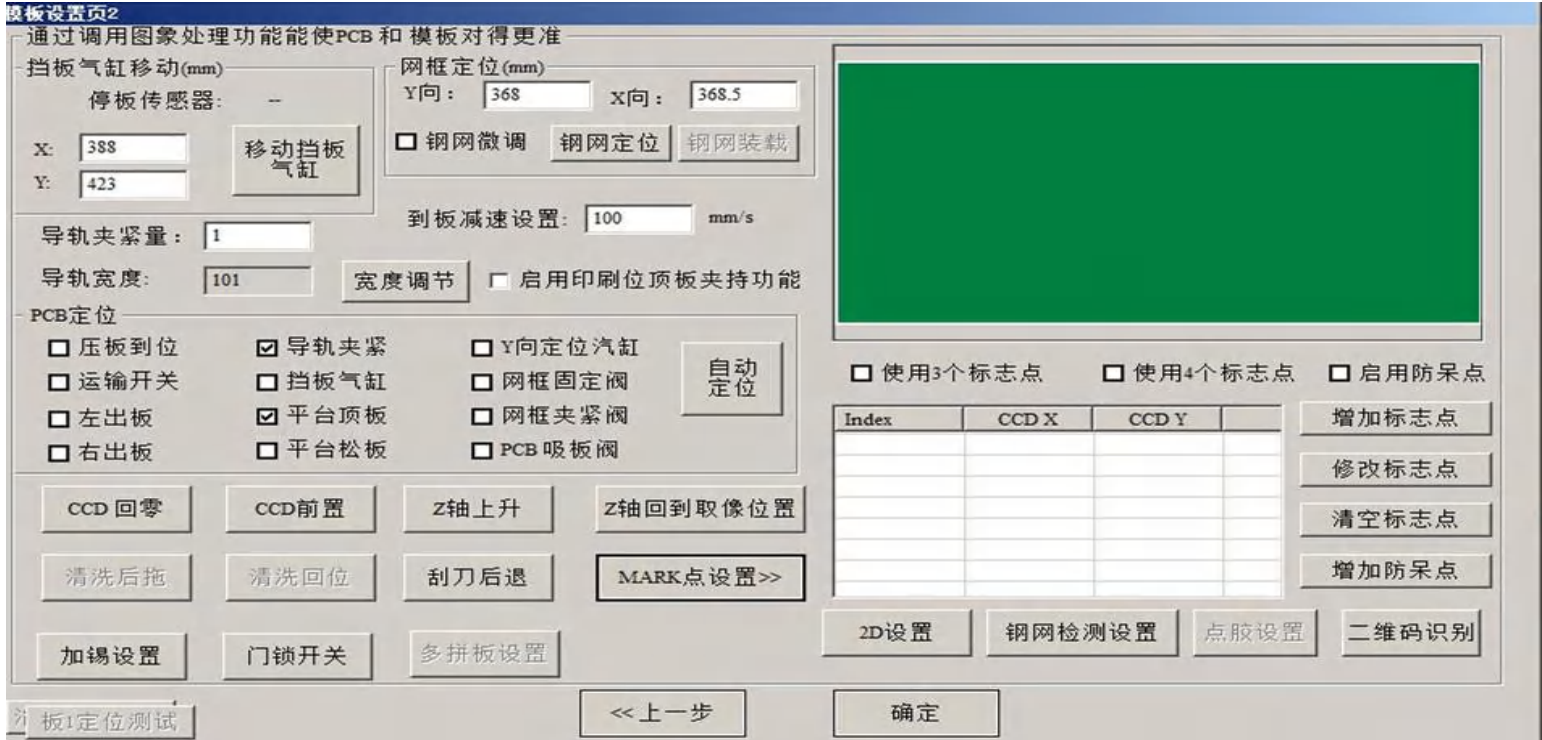 模板设置页2
通过调用图象处理功能能使PCB 和 模板对得更准
挡板气缸移动(mm)
停板传感器: --
X: 388
Y: 423
移动挡板
气缸
网框定位(mm)
Y向: 368 X向: 368.5
钢网微调 钢网定位 钢网装载
到板减速设置: 100 mm/s
导轨夹紧量: 1
导轨宽度: 101 宽度调节 启用印刷位顶板夹持功能
PCB定位
压板到位 导轨夹紧 Y向定位汽缸
运输开关 挡板气缸 网框固定阀
左出板 平台顶板 网框夹紧阀
右出板 平台松板 PCB 吸板阀
自动
定位
CCD 回零 CCD前置 Z轴上升 Z轴回到取像位置
清洗后拖 清洗回位 刮刀后退 MARK点设置>>
加锡设置 门锁开关 多拼板设置
使用3个标志点 使用4个标志点 启用防呆点
Index CCD X CCD Y
增加标志点
修改标志点
清空标志点
增加防呆点
2D设置 钢网检测设置 点胶设置 二维码识别
板1定位测试
<<上一步 确定